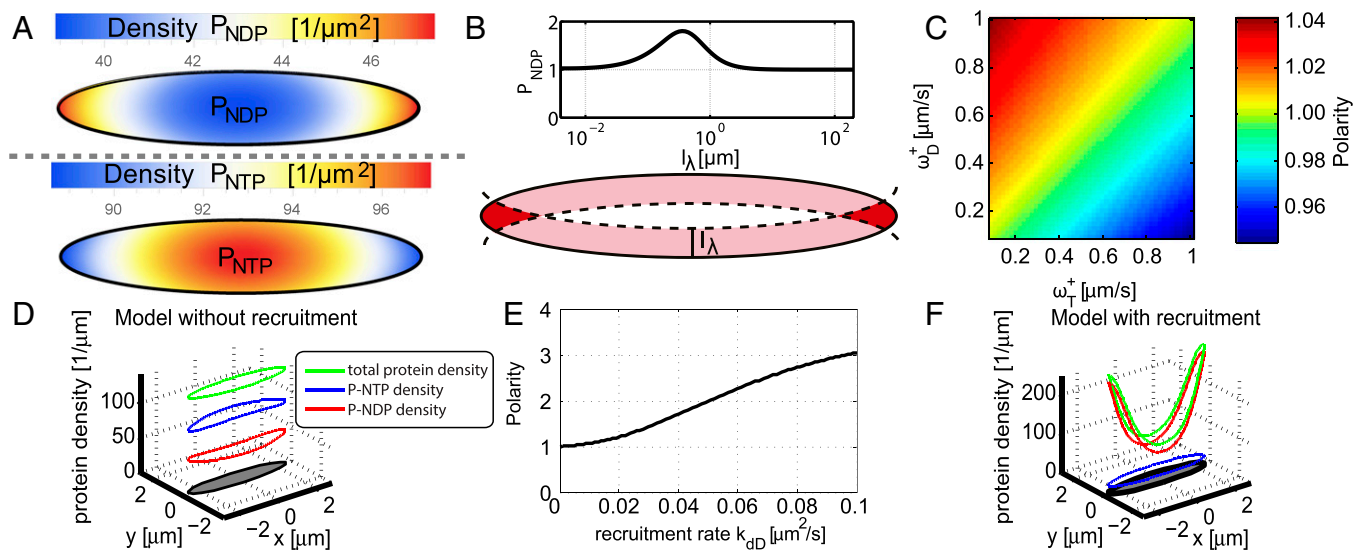 A
Density P_NDP [1/µm²]
40 42 44 46
P_NDP
Density P_NTP [1/µm²]
90 92 94 96
P_NTP
B
P_NDP
2
1
2
10⁻² 10⁰ 10²
l_λ [µm]
l_λ
C
ω_D⁺ [µm/s]
1
0.8
0.6
0.4
0.2
0.2 0.4 0.6 0.8 1
ω_T⁺ [µm/s]
1.04
1.02
1.00
0.98
0.96
Polarity
D
Model without recruitment
protein density [1/µm]
100
50
0
2
0
−2
y [µm]
−2 0 2
x [µm]
total protein density
P-NTP density
P-NDP density
E
Polarity
4
3
2
1
0
0 0.02 0.04 0.06 0.08 0.1
recruitment rate k_dD [µm²/s]
F
Model with recruitment
protein density [1/µm]
200
100
0
2
0
−2
y [µm]
−2 0 2
x [µm]